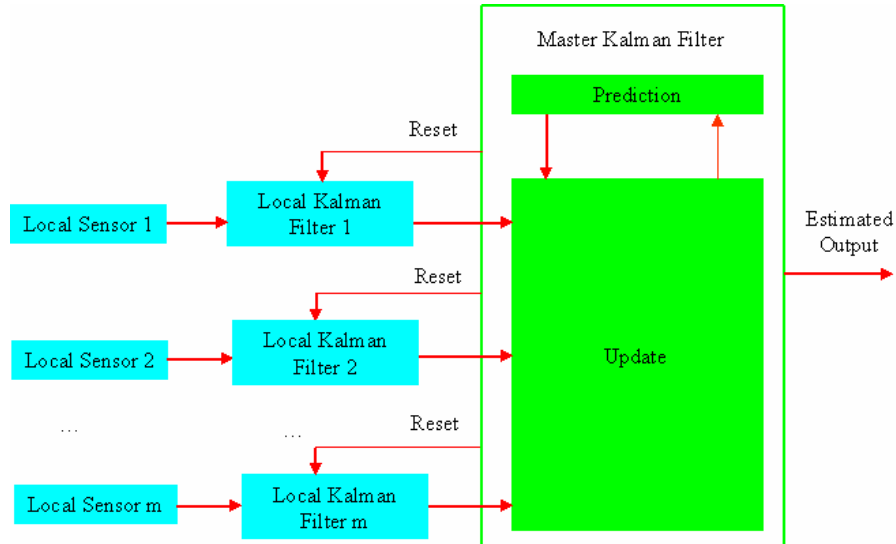 Master Kalman Filter
Prediction
Reset
Local Sensor 1
Local Kalman
Filter 1
Estimated
Output
Reset
Local Sensor 2
Local Kalman
Filter 2
Update
...
...
Reset
Local Sensor m
Local Kalman
Filter m